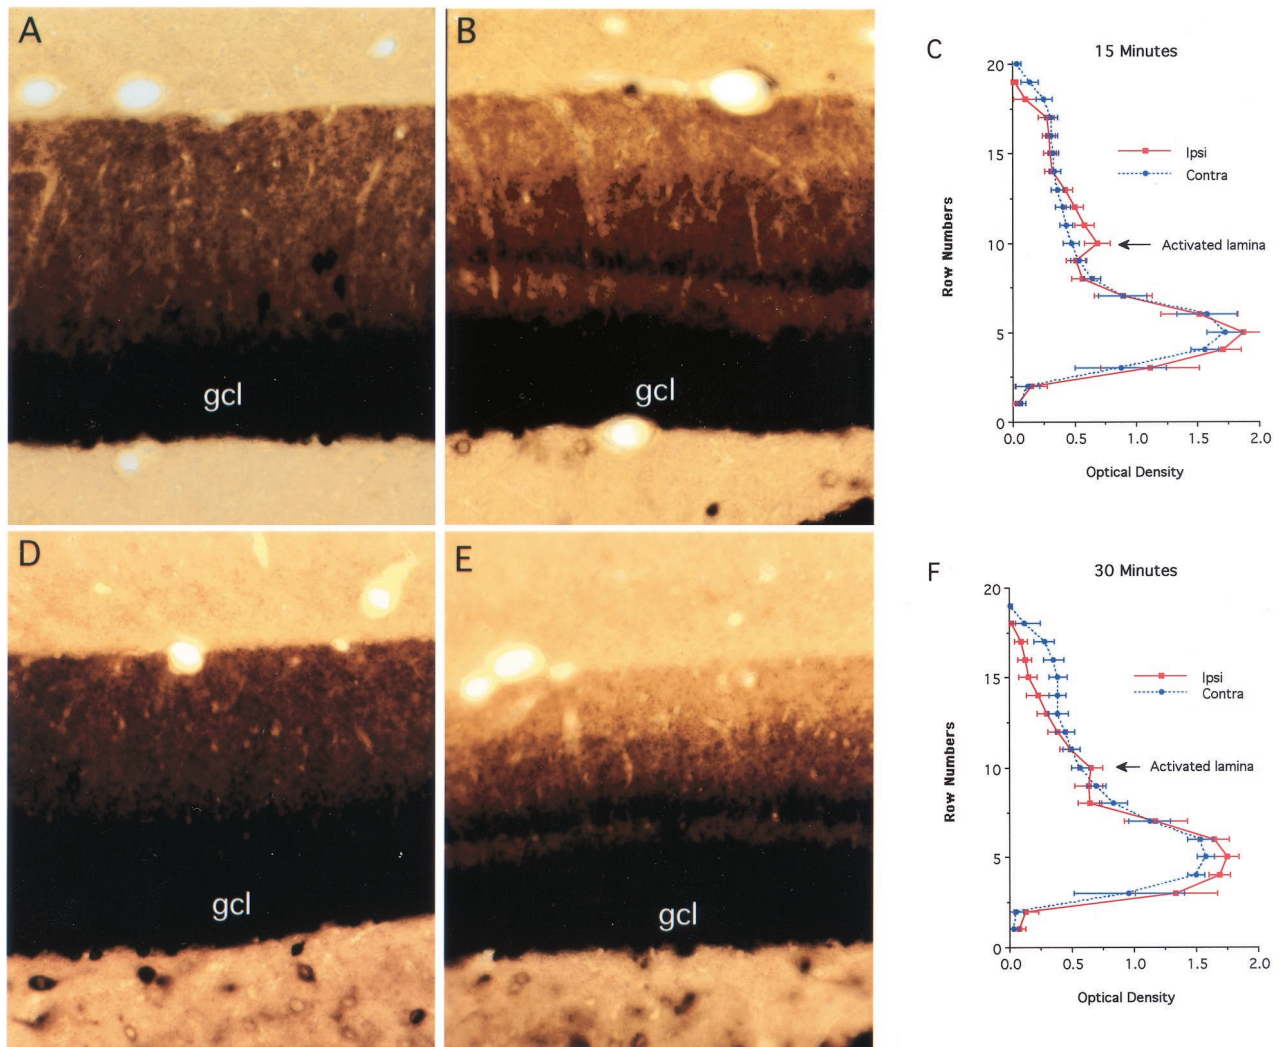 A
gcl
B
gcl
C
15 Minutes
Row Numbers
20
15
10
5
0
Ipsi
Contra
Activated lamina
0.0 0.5 1.0 1.5 2.0
Optical Density
D
gcl
E
gcl
F
30 Minutes
Row Numbers
20
15
10
5
0
Ipsi
Contra
Activated lamina
0.0 0.5 1.0 1.5 2.0
Optical Density